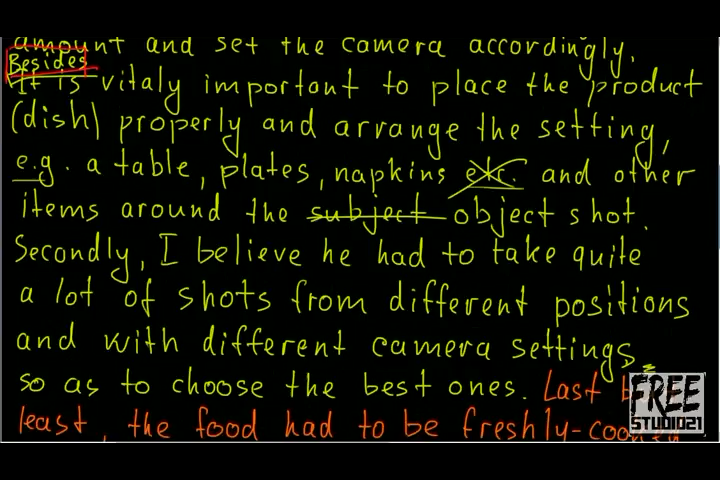 amount and set the camera accordingly.
Besides
It is vitaly important to place the product
(dish) properly and arrange the setting,
e.g. a table, plates, napkins etc. and other
items around the subject object shot.
Secondly, I believe he had to take quite
a lot of shots from different positions
and with different camera settings
so as to choose the best ones. Last
least, the food had to be freshly-cooked
FREE
STUDIO21